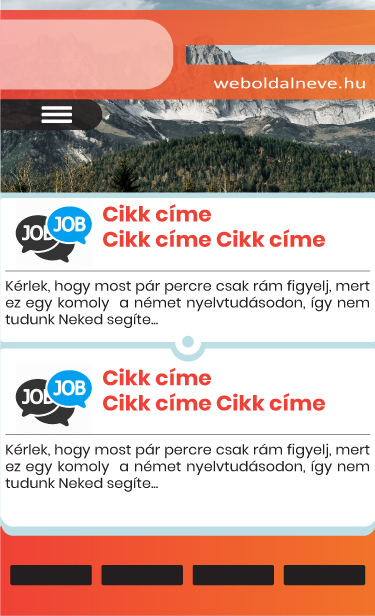 weboldalneve.hu
JOB JOB
Cikk címe
Cikk címe Cikk címe
Kérlek, hogy most pár percre csak rám figyelj, mert
ez egy komoly a német nyelvtudásodon, így nem
tudunk Neked segíte...
JOB JOB
Cikk címe
Cikk címe Cikk címe
Kérlek, hogy most pár percre csak rám figyelj, mert
ez egy komoly a német nyelvtudásodon, így nem
tudunk Neked segíte...